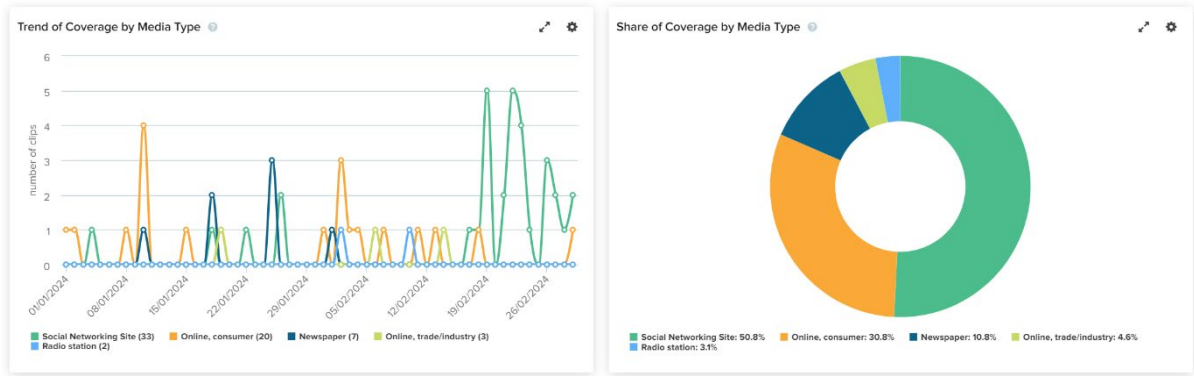 Trend of Coverage by Media Type ?
6
5
4
3
2
1
0
number of clips
01/01/2024
08/01/2024
15/01/2024
22/01/2024
29/01/2024
05/02/2024
12/02/2024
19/02/2024
26/02/2024
Social Networking Site (33) Online, consumer (20) Newspaper (7) Online, trade/industry (3)
Radio station (2)
Share of Coverage by Media Type ?
Social Networking Site: 50.8% Online, consumer: 30.8% Newspaper: 10.8% Online, trade/industry: 4.6%
Radio station: 3.1%